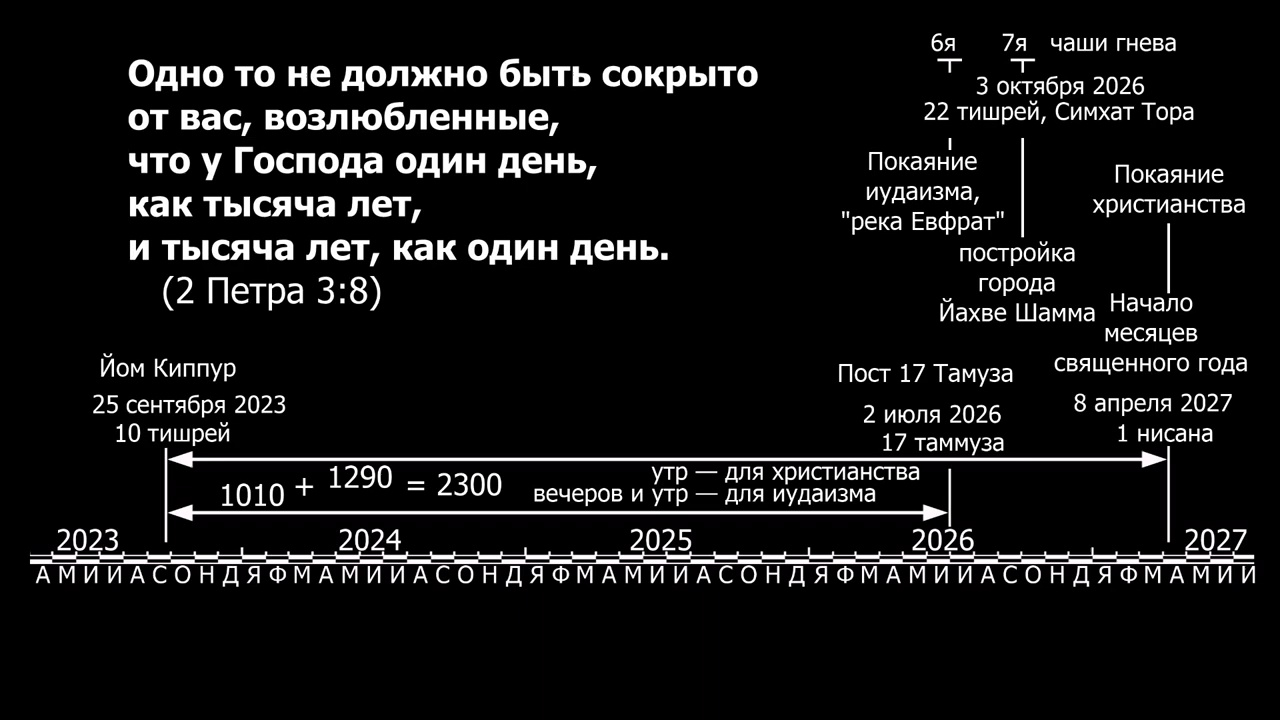 Одно то не должно быть сокрыто
от вас, возлюбленные,
что у Господа один день,
как тысяча лет,
и тысяча лет, как один день.
(2 Петра 3:8)
6я 7я чаши гнева
3 октября 2026
22 тишрей, Симхат Тора
Покаяние
иудаизма,
"река Евфрат"
постройка
города
Йахве Шамма
Покаяние
христианства
Начало
месяцев
священного года
8 апреля 2027
1 нисана
Йом Киппур
25 сентября 2023
10 тишрей
Пост 17 Тамуза
2 июля 2026
17 таммуза
1010 + 1290 = 2300
утр — для христианства
вечеров и утр — для иудаизма
2023 2024 2025 2026 2027
А М И И А С О Н Д Я Ф М А М И И А С О Н Д Я Ф М А М И И А С О Н Д Я Ф М А М И И А С О Н Д Я Ф М А М И И